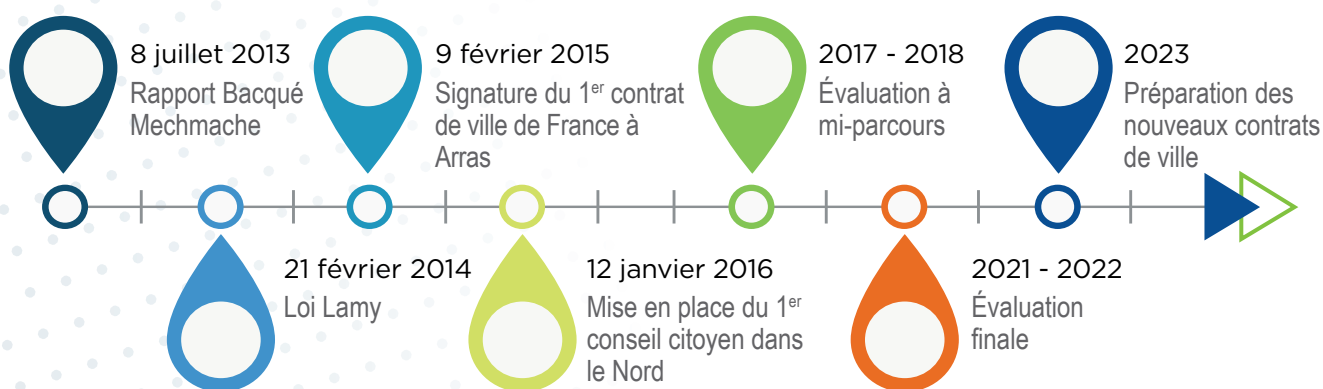 8 juillet 2013
Rapport Bacqué
Mechmache
21 février 2014
Loi Lamy
9 février 2015
Signature du 1er contrat
de ville de France à
Arras
12 janvier 2016
Mise en place du 1er
conseil citoyen dans
le Nord
2017 - 2018
Évaluation à
mi-parcours
2021 - 2022
Évaluation
finale
2023
Préparation des
nouveaux contrats
de ville